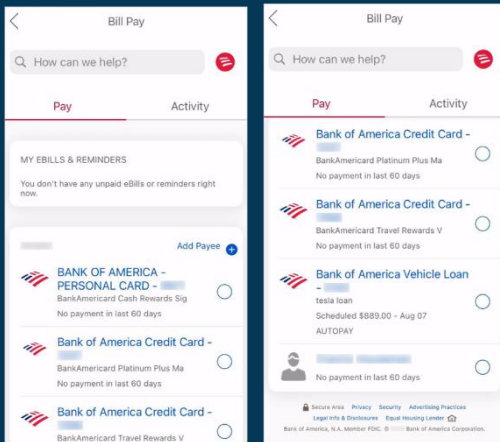 Bill Pay
How can we help?
Pay Activity
MY EBILLS & REMINDERS
You don't have any unpaid eBills or reminders right
now.
Add Payee
BANK OF AMERICA -
PERSONAL CARD -
BankAmericard Cash Rewards Sig
No payment in last 60 days
Bank of America Credit Card -
BankAmericard Platinum Plus Ma
No payment in last 60 days
Bank of America Credit Card -
BankAmericard Travel Rewards V
Bill Pay
How can we help?
Pay Activity
Bank of America Credit Card -
BankAmericard Platinum Plus Ma
No payment in last 60 days
Bank of America Credit Card -
BankAmericard Travel Rewards V
No payment in last 60 days
Bank of America Vehicle Loan
-
tesla loan
Scheduled $889.00 - Aug 07
AUTOPAY
No payment in last 60 days
Secure Area Privacy Security Advertising Practices
Legal Info & Disclosures Equal Housing Lender
Bank of America, N.A. Member FDIC. © Bank of America Corporation.